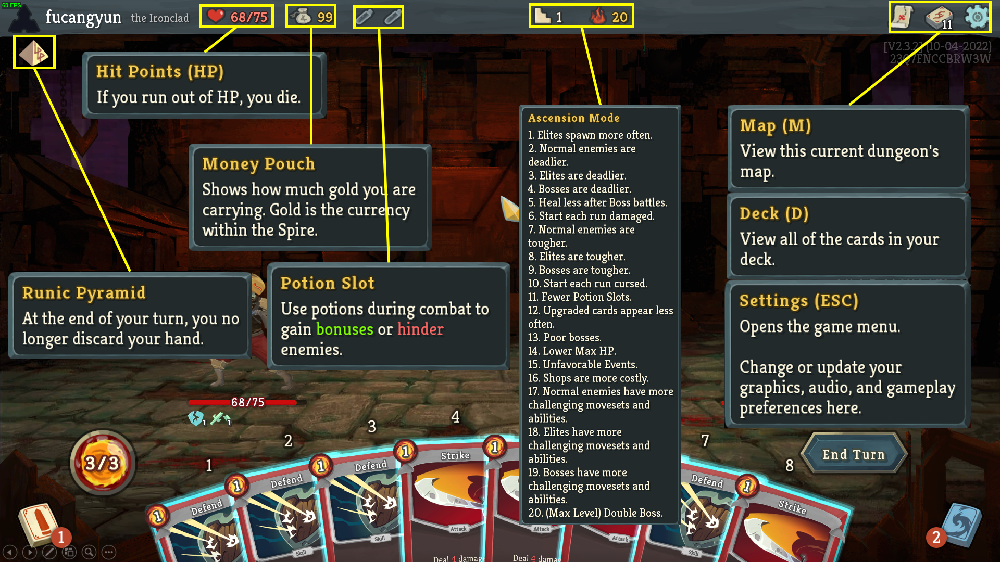 60 FPS
fucangyun the Ironclad 68/75 99 1 20 11
[V2.3.2] (10-04-2022)
Hit Points (HP)
If you run out of HP, you die.
Money Pouch
Shows how much gold you are
carrying. Gold is the currency
within the Spire.
Runic Pyramid
At the end of your turn, you no
longer discard your hand.
Potion Slot
Use potions during combat to
gain bonuses or hinder
enemies.
Ascension Mode
1. Elites spawn more often.
2. Normal enemies are
deadlier.
3. Elites are deadlier.
4. Bosses are deadlier.
5. Heal less after Boss battles.
6. Start each run damaged.
7. Normal enemies are
tougher.
8. Elites are tougher.
9. Bosses are tougher.
10. Start each run cursed.
11. Fewer Potion Slots.
12. Upgraded cards appear less
often.
13. Poor bosses.
14. Lower Max HP.
15. Unfavorable Events.
16. Shops are more costly.
17. Normal enemies have more
challenging movesets and
abilities.
18. Elites have more
challenging movesets and
abilities.
19. Bosses have more
challenging movesets and
abilities.
20. (Max Level) Double Boss.
Map (M)
View this current dungeon's
map.
Deck (D)
View all of the cards in your
deck.
Settings (ESC)
Opens the game menu.
Change or update your
graphics, audio, and gameplay
preferences here.
68/75
1 1
3/3
1 2 3 4 7 8
End Turn
1 Defend
1 Defend Skill
1 Defend Skill
1 Strike Attack
Deal 4 damage
1 Attack
Deal 4
Attack
Defend Skill
1 Strike
1
2